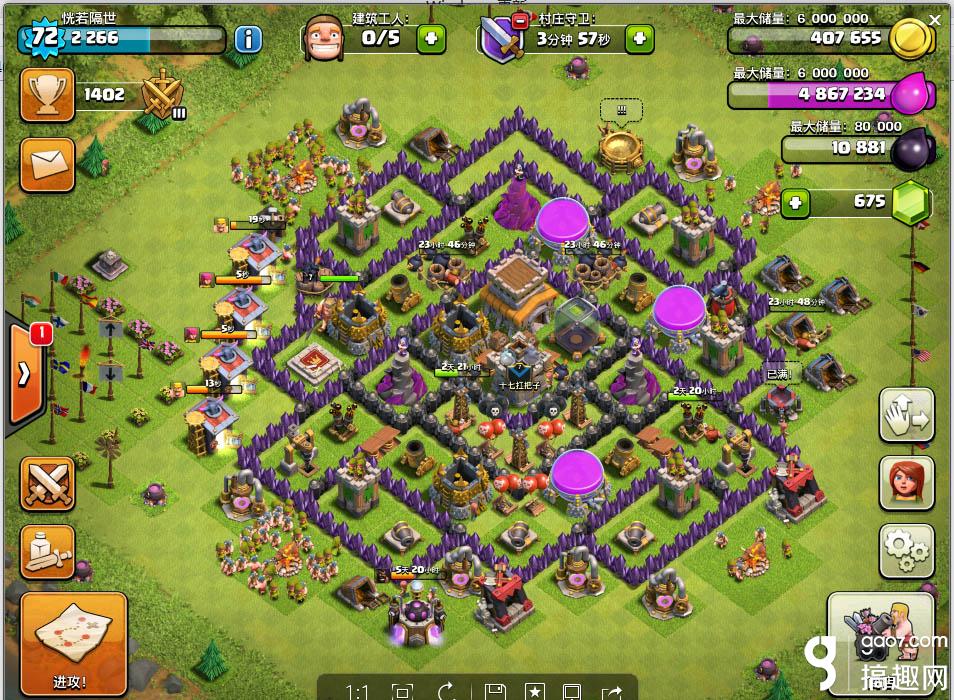 恍若隔世
建筑工人:
村庄守卫:
最大储量: 6 000 000
72
2 266
0/5
3分钟 57秒
407 655
最大储量: 6 000 000
1402
4 867 234
III
最大储量: 80 000
10 881
675
19秒
23小时 46分钟
23小时 46分钟
5秒
7
23小时 48分钟
5秒
1
2天 21小时
已满!
7
十七扛把子
13秒
2天 20小时
5天 20小时
gao7.com
搞趣网
进攻!
1:1